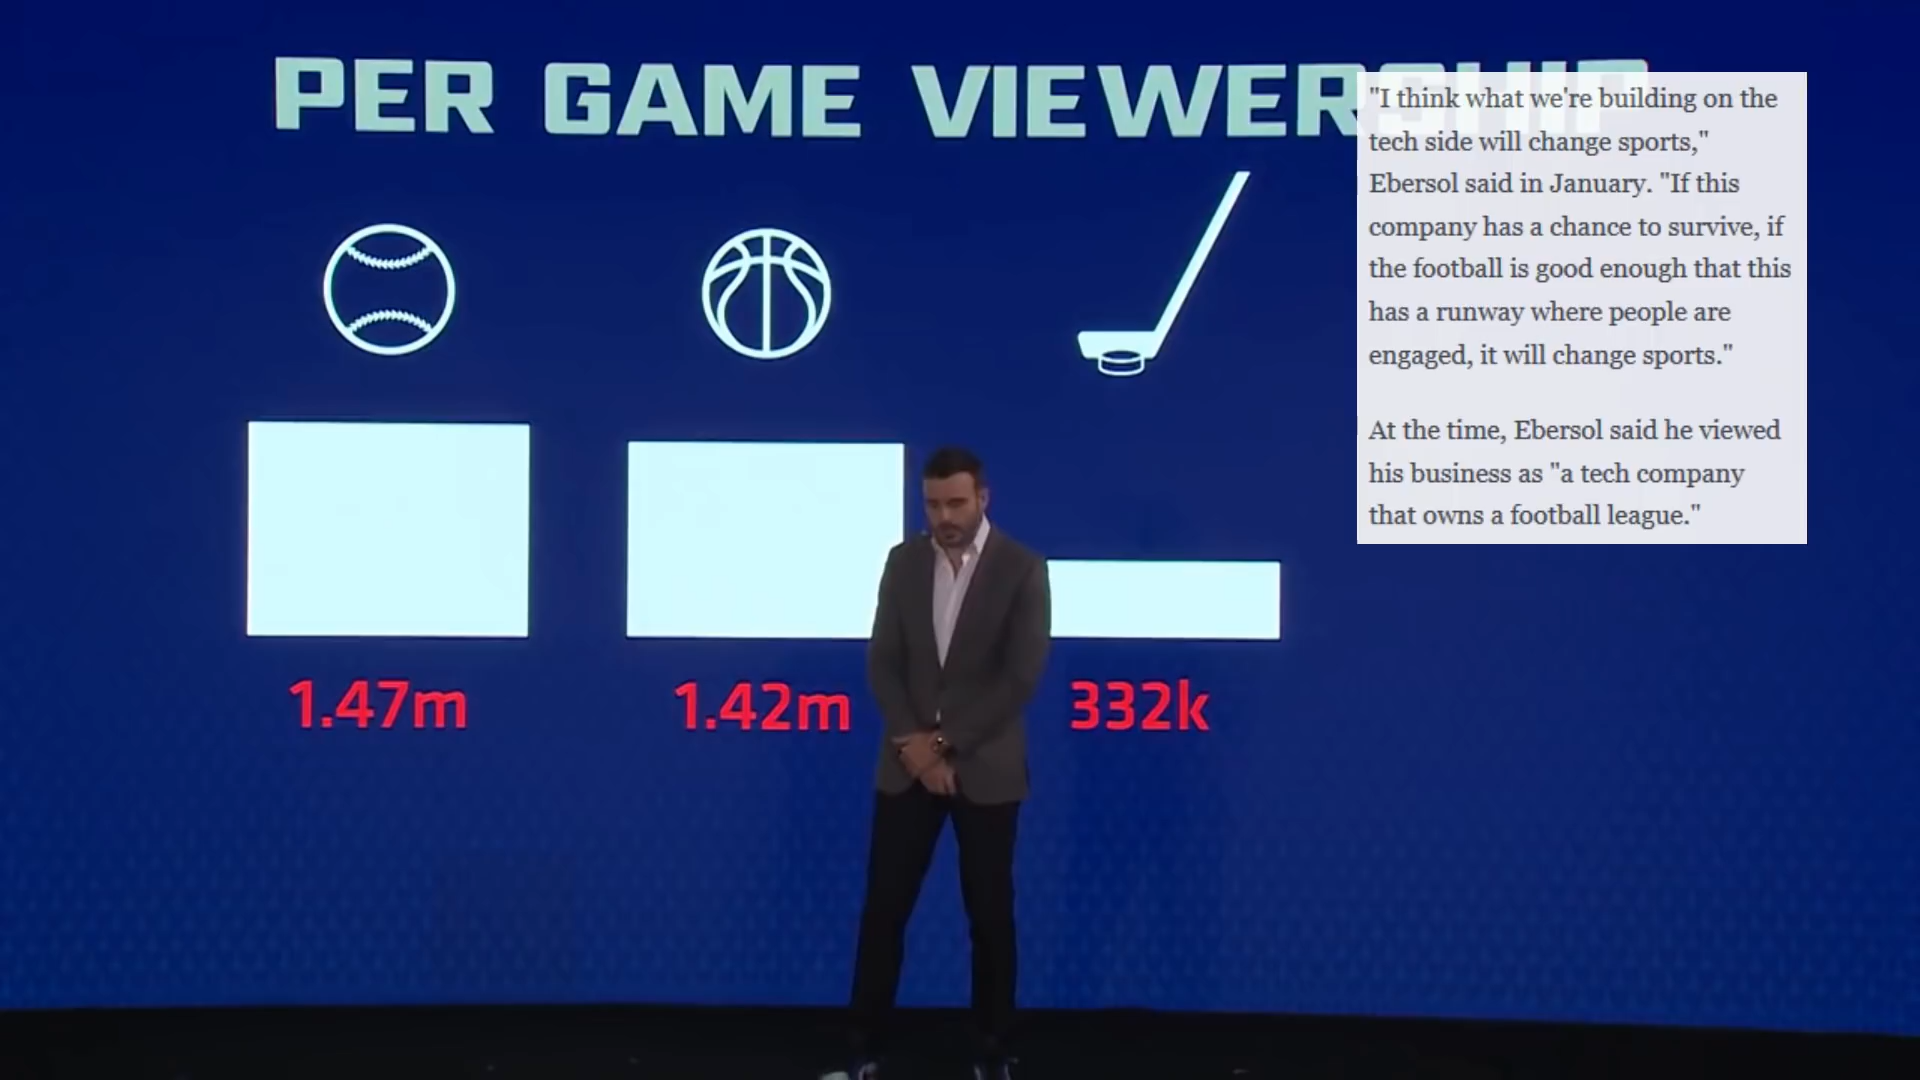 PER GAME VIEWERSHIP
"I think what we're building on the
tech side will change sports,"
Ebersol said in January. "If this
company has a chance to survive, if
the football is good enough that this
has a runway where people are
engaged, it will change sports."
At the time, Ebersol said he viewed
his business as "a tech company
that owns a football league."
1.47m
1.42m
332k